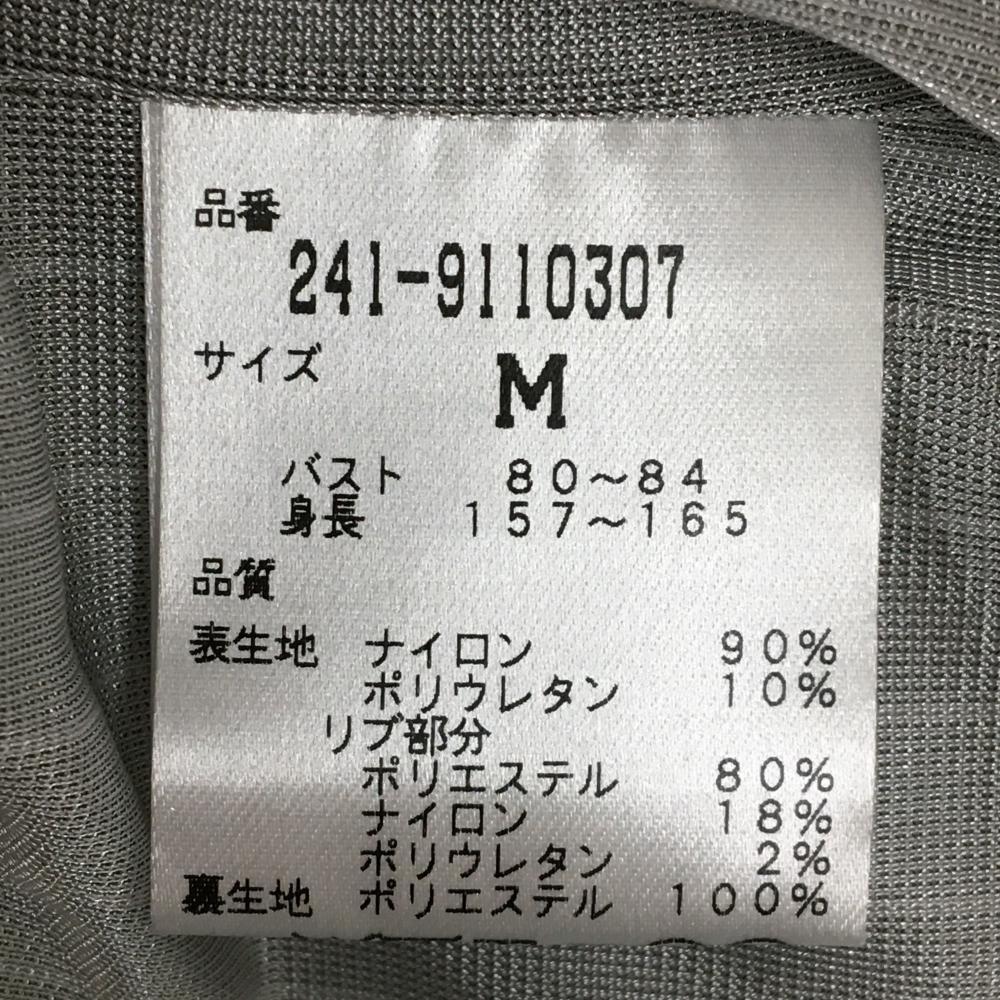 品番
241-9110307
サイズ
M
バスト 80～84
身長 157～165
品質
表生地 ナイロン 90%
ポリウレタン 10%
リブ部分
ポリエステル 80%
ナイロン 18%
ポリウレタン 2%
裏生地 ポリエステル 100%